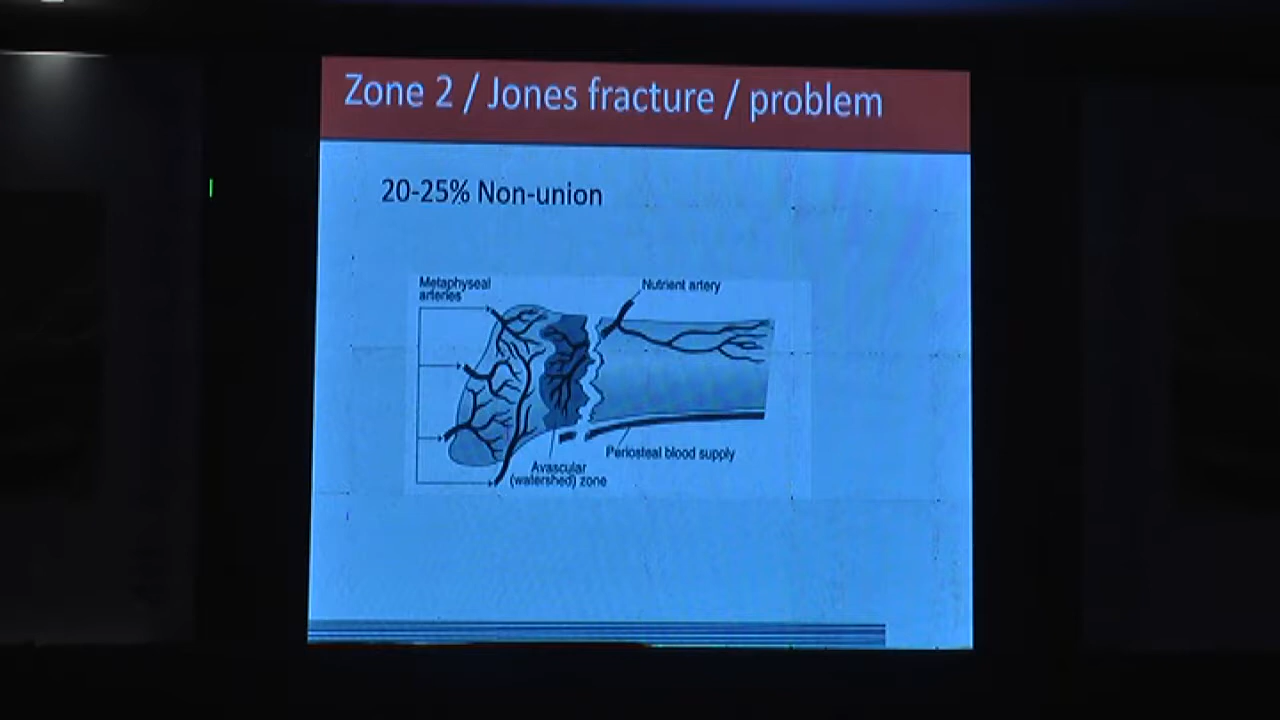 Zone 2 / Jones fracture / problem
20-25% Non-union
Metaphyseal
arteries
Nutrient artery
Periosteal blood supply
Avascular
(watershed) zone